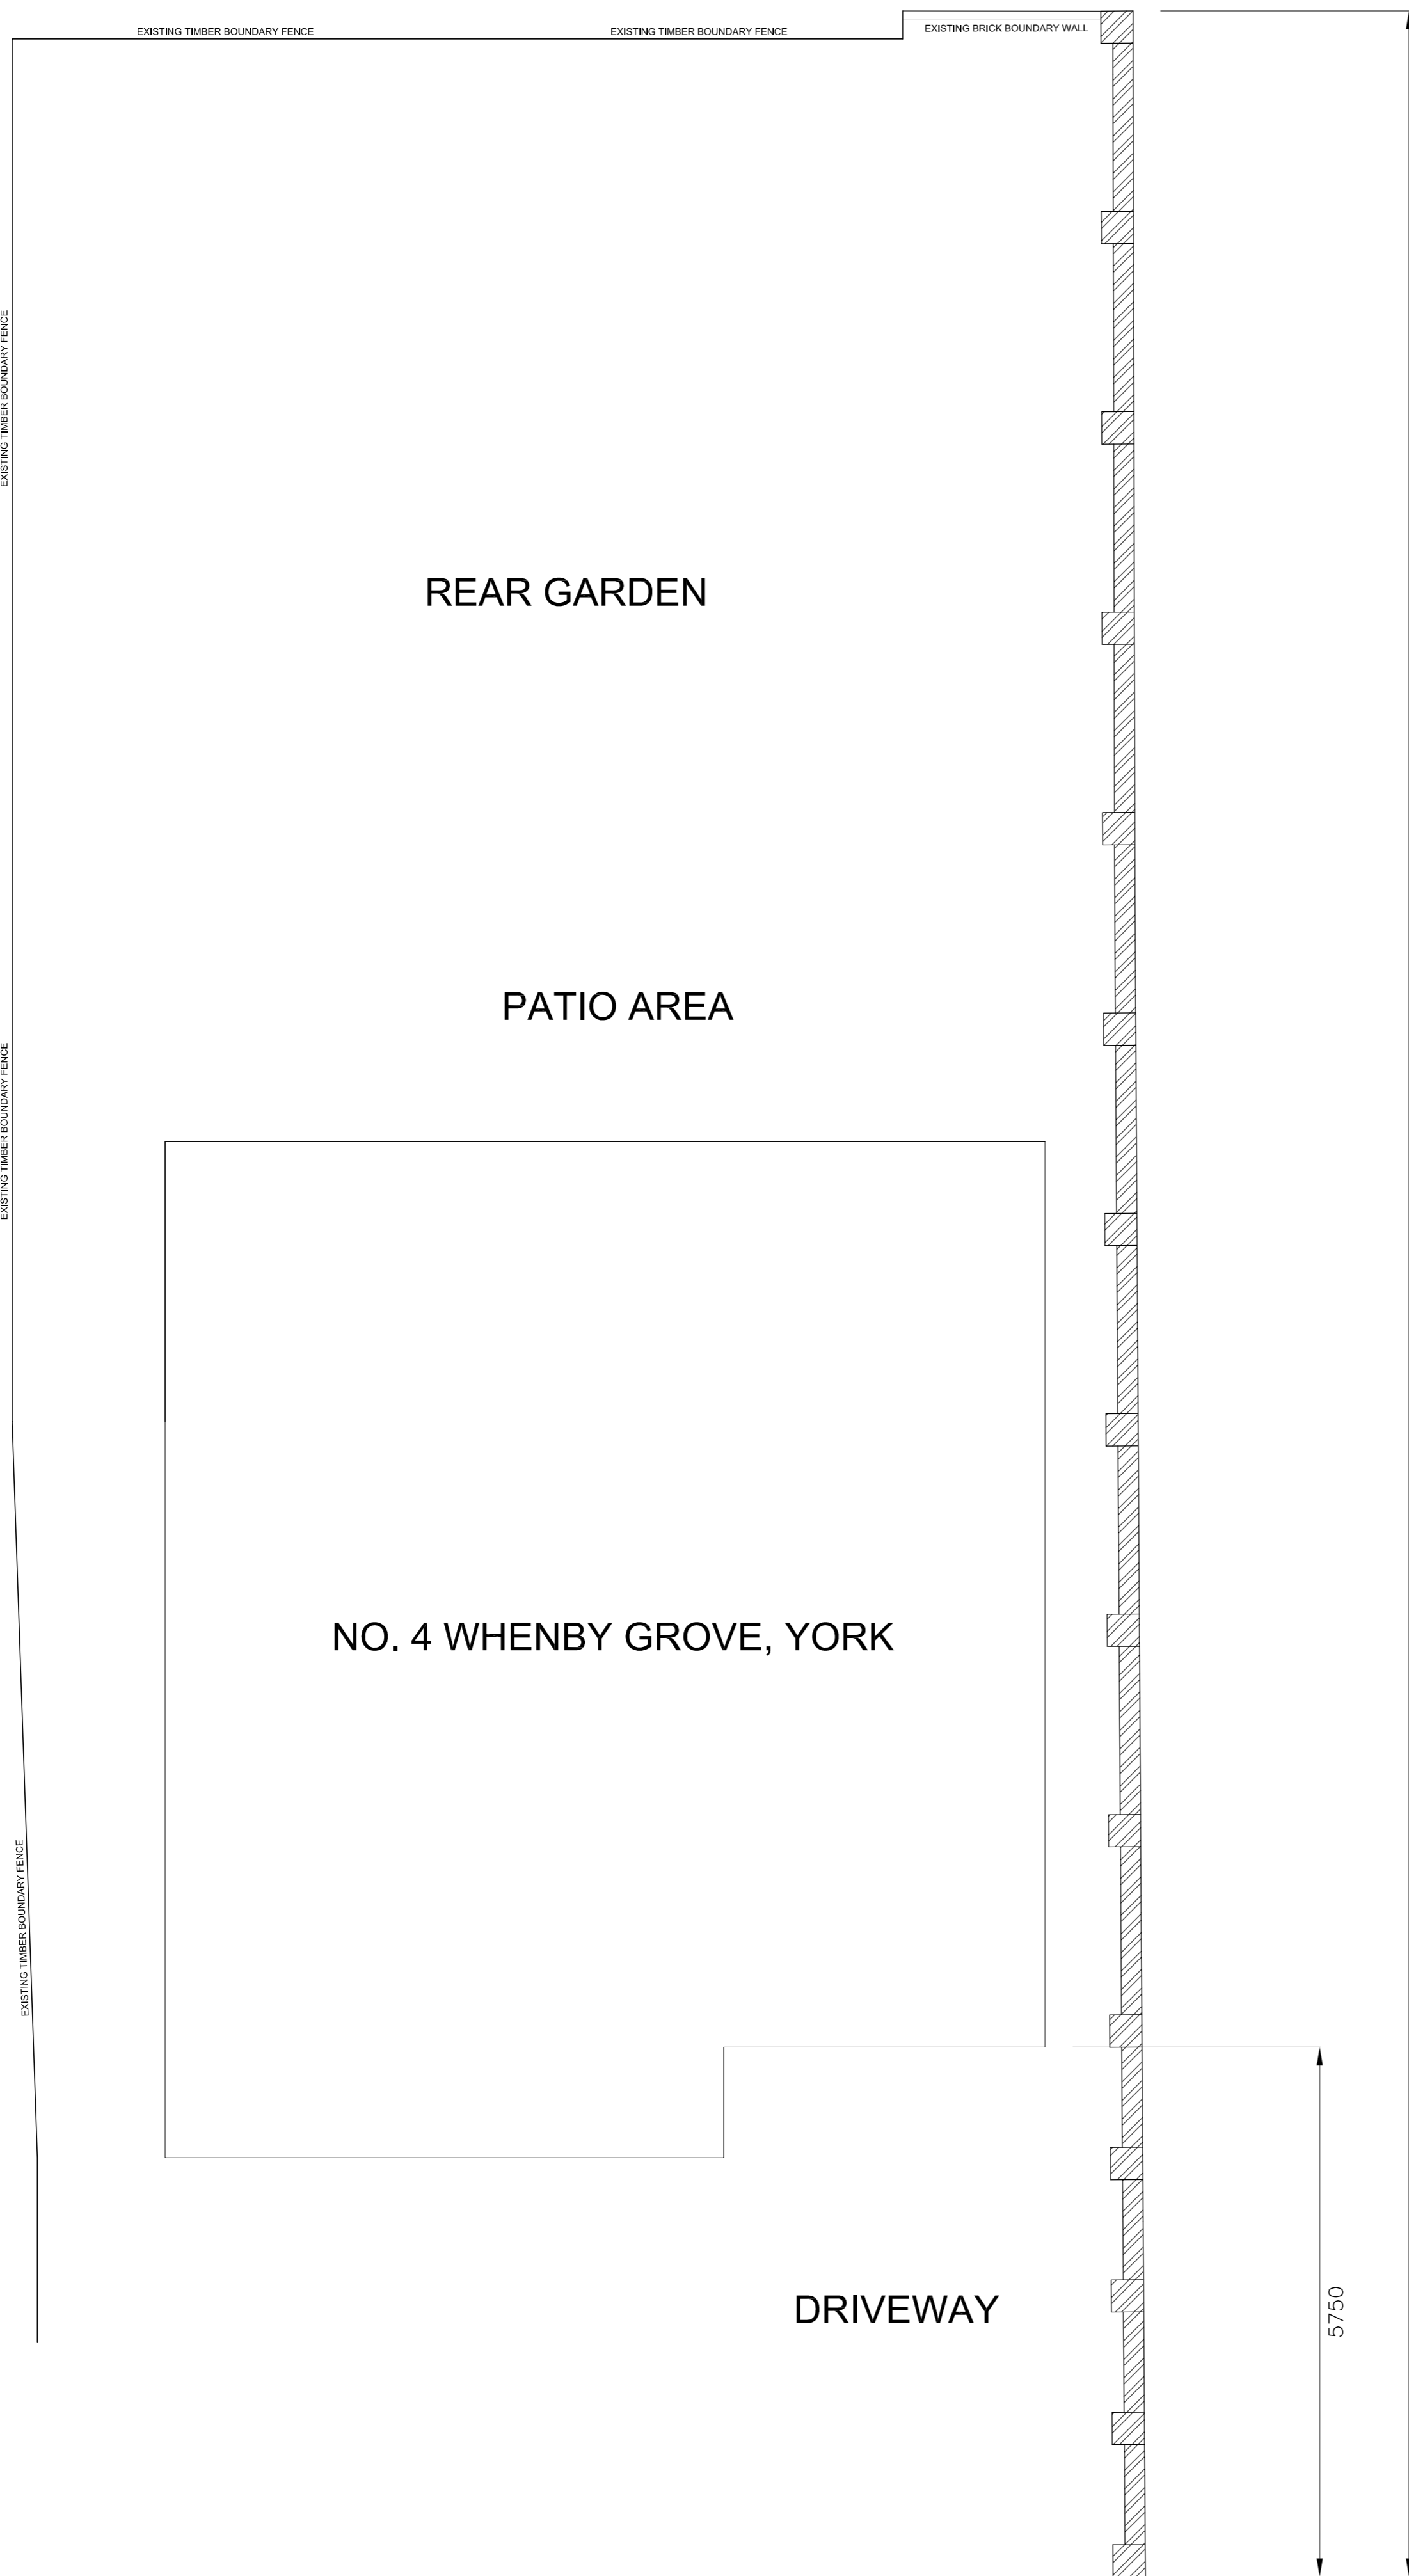 EXISTING TIMBER BOUNDARY FENCE
EXISTING TIMBER BOUNDARY FENCE
EXISTING BRICK BOUNDARY WALL
EXISTING TIMBER BOUNDARY FENCE
REAR GARDEN
PATIO AREA
EXISTING TIMBER BOUNDARY FENCE
NO. 4 WHENBY GROVE, YORK
EXISTING TIMBER BOUNDARY FENCE
DRIVEWAY
5750